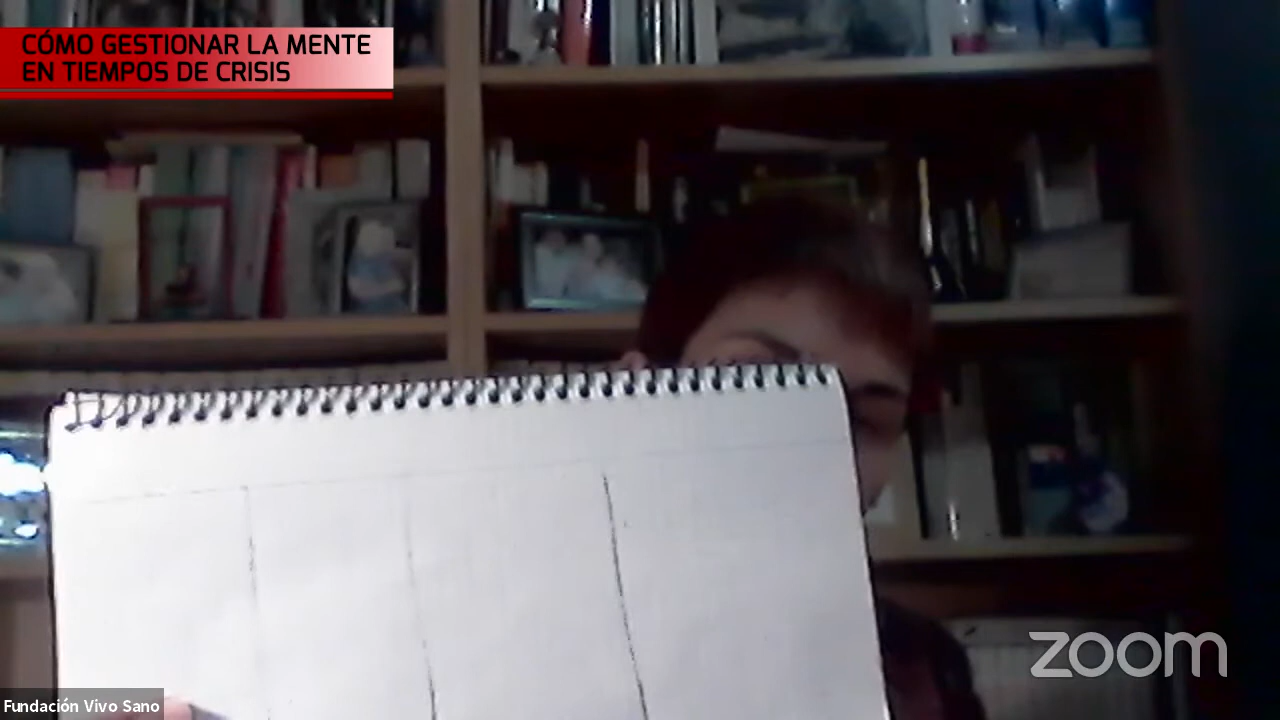 CÓMO GESTIONAR LA MENTE
EN TIEMPOS DE CRISIS
zoom
Fundación Vivo Sano